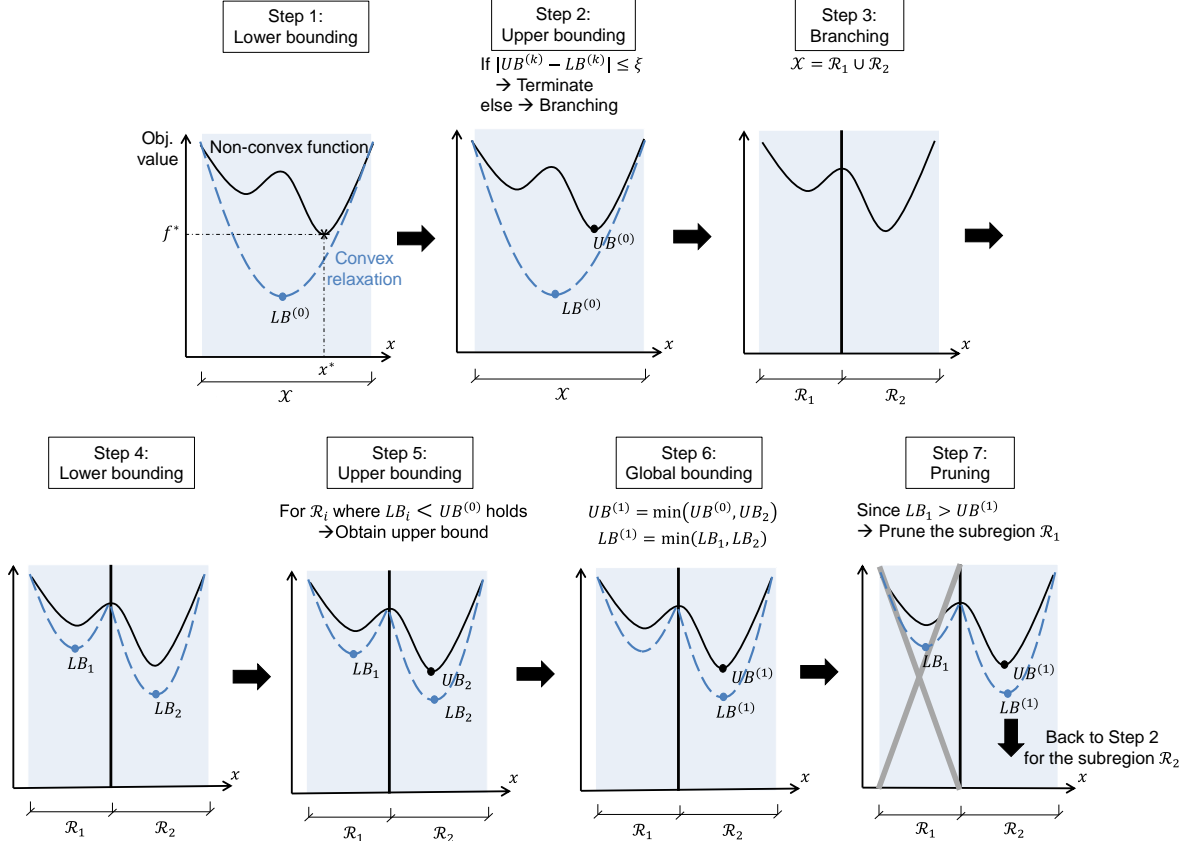 Step 1:
Lower bounding
Step 2:
Upper bounding
If |UB^(k) − LB^(k)| ≤ ξ
→ Terminate
else → Branching
Step 3:
Branching
𝒳 = ℛ₁ ∪ ℛ₂
Obj.
value
Non-convex function
f*
Convex
relaxation
LB^(0)
x
x*
𝒳
UB^(0)
LB^(0)
x
𝒳
x
ℛ₁
ℛ₂
Step 4:
Lower bounding
Step 5:
Upper bounding
For ℛᵢ where LBᵢ < UB^(0) holds
→Obtain upper bound
Step 6:
Global bounding
UB^(1) = min(UB^(0), UB₂)
LB^(1) = min(LB₁, LB₂)
Step 7:
Pruning
Since LB₁ > UB^(1)
→ Prune the subregion ℛ₁
LB₁
LB₂
x
ℛ₁
ℛ₂
LB₁
UB₂
LB₂
x
ℛ₁
ℛ₂
UB^(1)
LB^(1)
x
ℛ₁
ℛ₂
LB₁
UB^(1)
LB^(1)
Back to Step 2
for the subregion ℛ₂
x
ℛ₁
ℛ₂